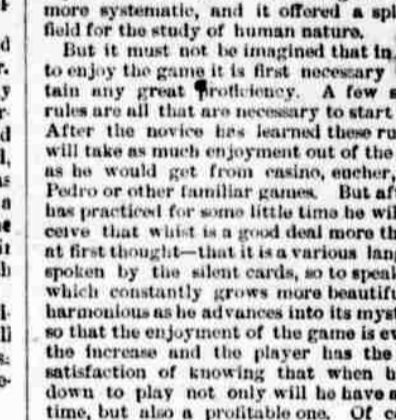 more systematic, and it offered a spl
field for the study of human nature.
But it must not be imagined that in
to enjoy the game it is first necessary
tain any great proficiency. A few s
rules are all that are necessary to start
After the novice has learned these ru
will take as much enjoyment out of the
as he would get from casino, eucher,
Pedro or other familiar games. But af
has practiced for some little time he wil
ceive that whist is a good deal more th
at first thought—that it is a various lang
spoken by the silent cards, so to speak
which constantly grows more beautifu
harmonious as he advances into its myst
so that the enjoyment of the game is ev
the increase and the player has the
satisfaction of knowing that when h
down to play not only will he have a
time, but also a profitable one. Of c